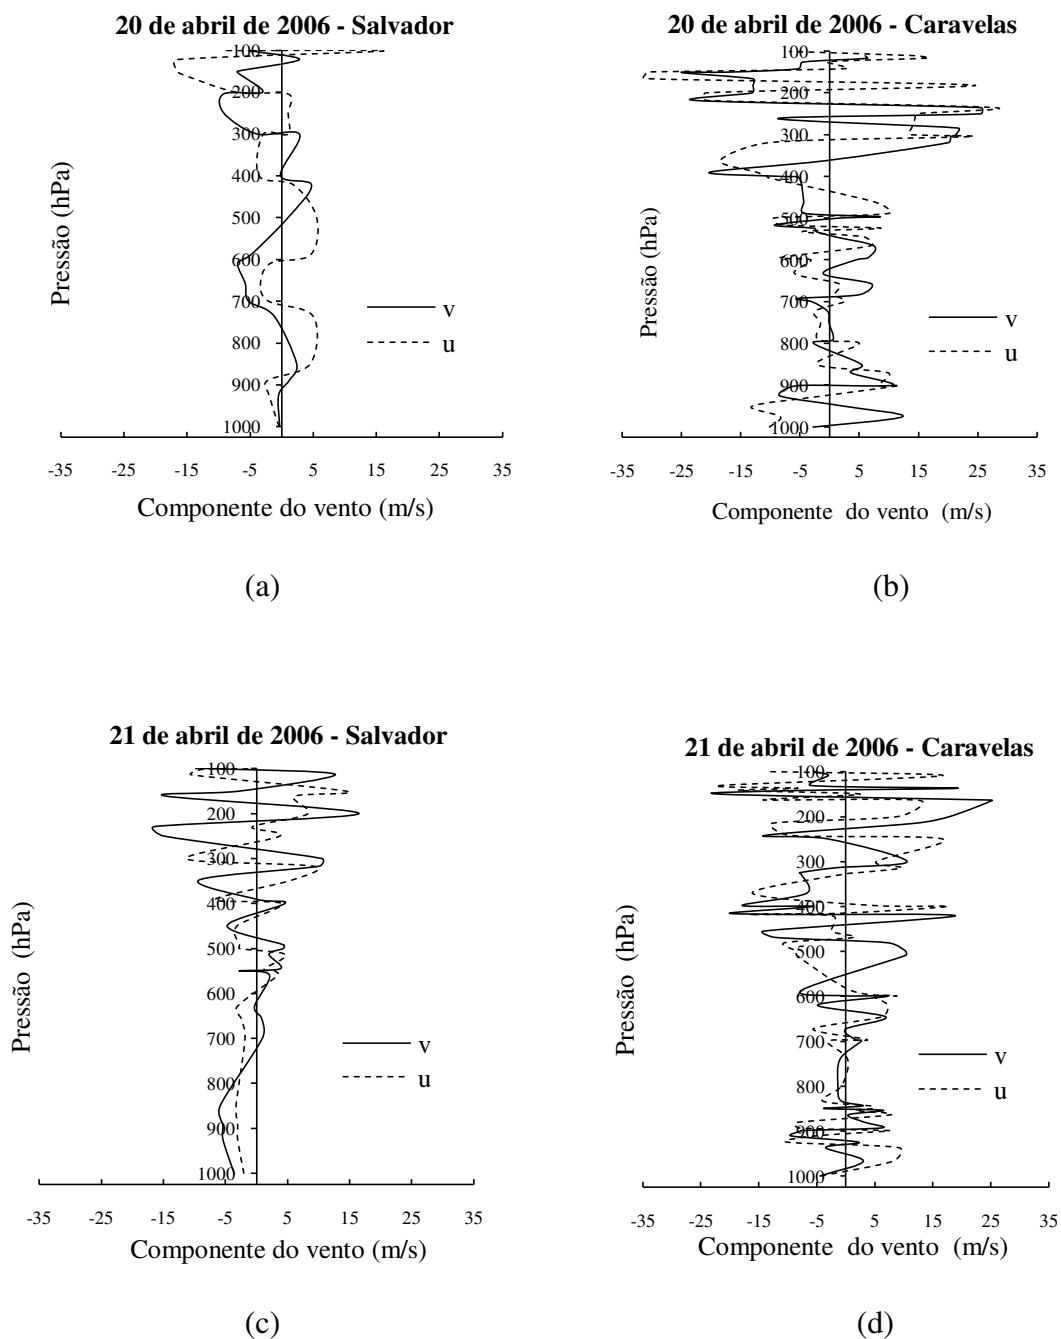 20 de abril de 2006 - Salvador
100
200
300
400
500
600
700
800
900
1000
Pressão (hPa)
v
u
-35 -25 -15 -5 5 15 25 35
Componente do vento (m/s)
(a)
20 de abril de 2006 - Caravelas
100
200
300
400
500
600
700
800
900
1000
Pressão (hPa)
v
u
-35 -25 -15 -5 5 15 25 35
Componente do vento (m/s)
(b)
21 de abril de 2006 - Salvador
100
200
300
400
500
600
700
800
900
1000
Pressão (hPa)
v
u
-35 -25 -15 -5 5 15 25 35
Componente do vento (m/s)
(c)
21 de abril de 2006 - Caravelas
100
200
300
400
500
600
700
800
900
1000
Pressão (hPa)
v
u
-35 -25 -15 -5 5 15 25 35
Componente do vento (m/s)
(d)